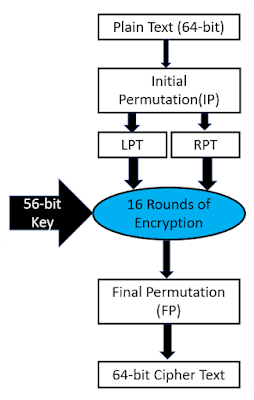 Plain Text (64-bit)
Initial
Permutation(IP)
LPT
RPT
56-bit
Key
16 Rounds of
Encryption
Final Permutation
(FP)
64-bit Cipher Text